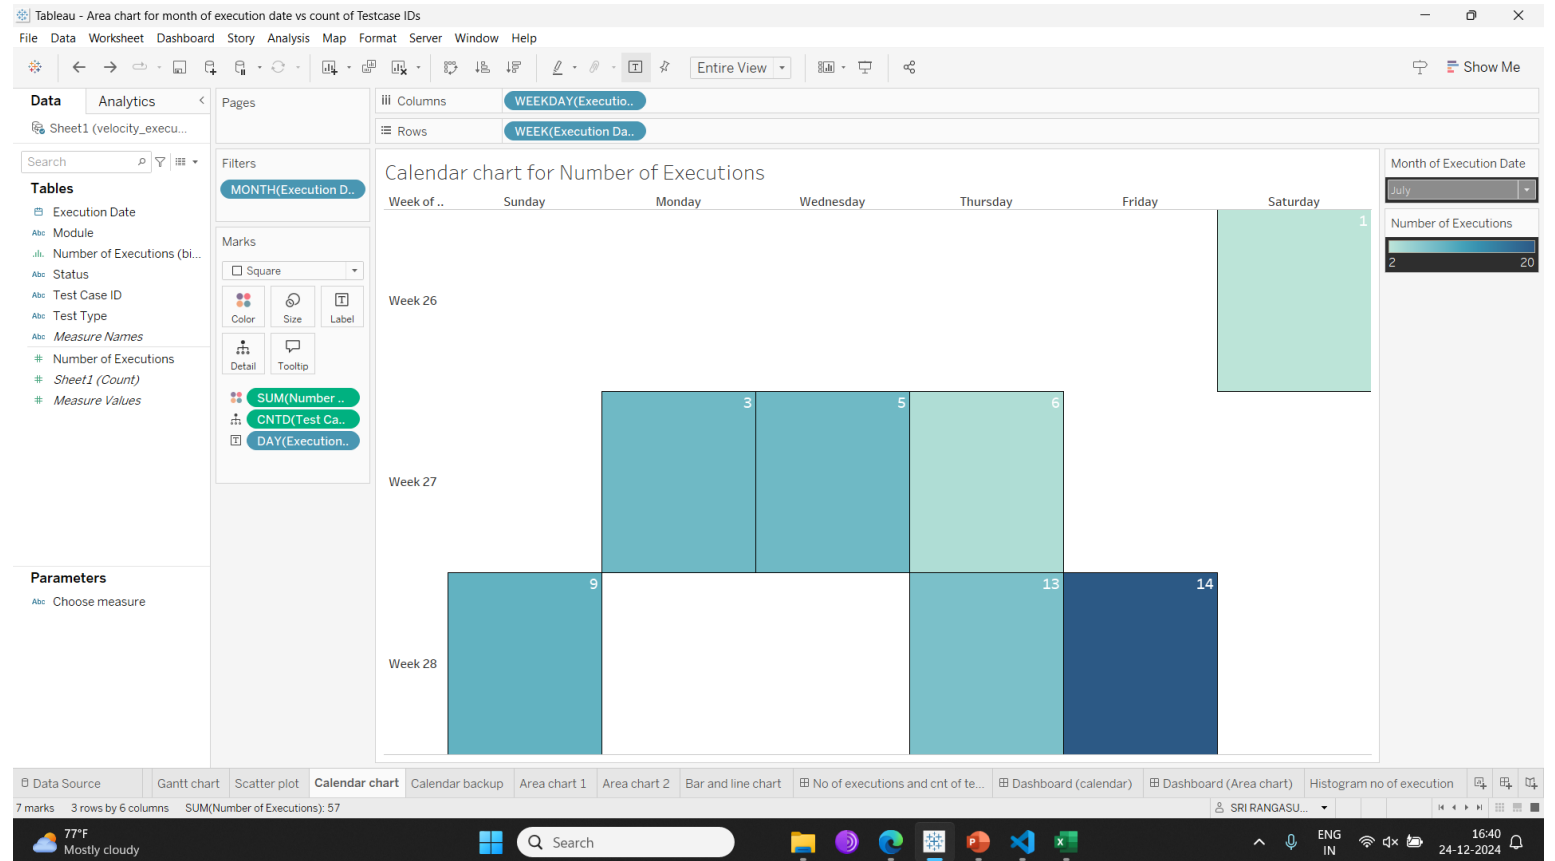 Tableau - Area chart for month of execution date vs count of Testcase IDs
File Data Worksheet Dashboard Story Analysis Map Format Server Window Help
Entire View
Show Me
Data Analytics
Sheet1 (velocity_execu...
Search
Tables
Execution Date
Abc Module
Number of Executions (bi...
Abc Status
Abc Test Case ID
Abc Test Type
Abc Measure Names
# Number of Executions
# Sheet1 (Count)
# Measure Values
Parameters
Abc Choose measure
Pages
Filters
MONTH(Execution D..
Marks
Square
Color Size Label
Detail Tooltip
SUM(Number ..
CNTD(Test Ca..
DAY(Execution..
Columns WEEKDAY(Executio..
Rows WEEK(Execution Da..
Calendar chart for Number of Executions
Week of .. Sunday Monday Wednesday Thursday Friday Saturday
1
Week 26
3 5 6
Week 27
9 13 14
Week 28
Month of Execution Date
July
Number of Executions
2 20
Data Source Gantt chart Scatter plot Calendar chart Calendar backup Area chart 1 Area chart 2 Bar and line chart No of executions and cnt of te... Dashboard (calendar) Dashboard (Area chart) Histogram no of execution
7 marks 3 rows by 6 columns SUM(Number of Executions): 57 SRI RANGASU...
77°F
Mostly cloudy
Search
ENG
IN
16:40
24-12-2024